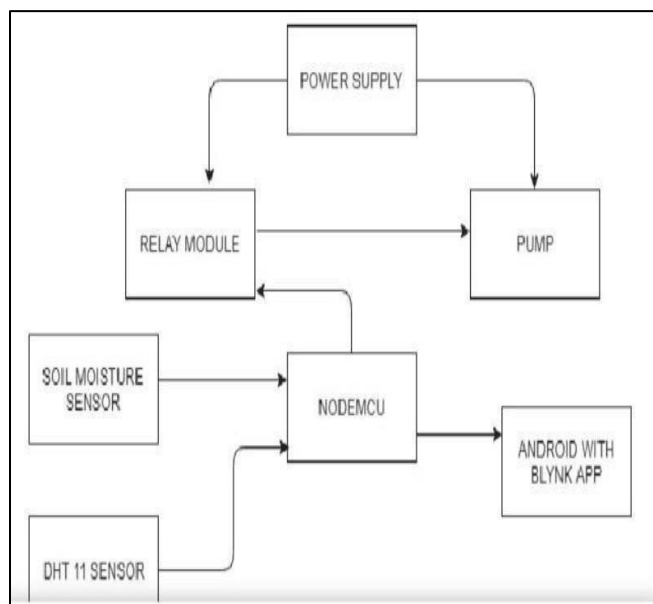 POWER SUPPLY
RELAY MODULE
PUMP
SOIL MOISTURE
SENSOR
NODEMCU
ANDROID WITH
BLYNK APP
DHT 11 SENSOR